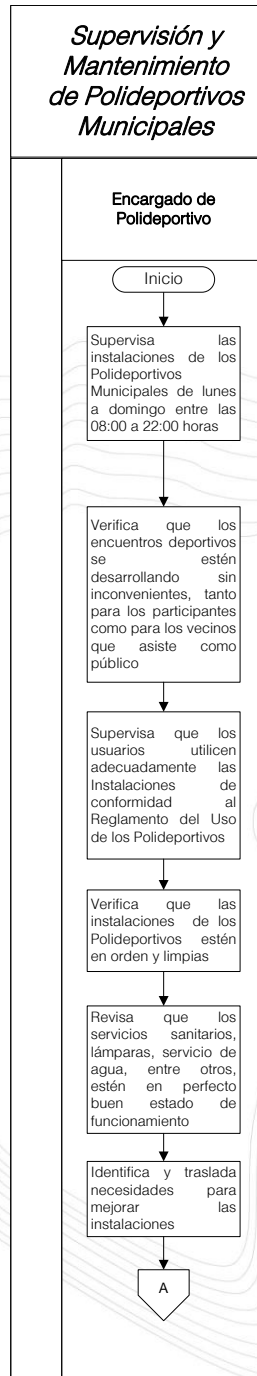 Supervisión y
Mantenimiento
de Polideportivos
Municipales
Encargado de
Polideportivo
Inicio
Supervisa las
instalaciones de los
Polideportivos
Municipales de lunes
a domingo entre las
08:00 a 22:00 horas
Verifica que los
encuentros deportivos
se estén
desarrollando sin
inconvenientes, tanto
para los participantes
como para los vecinos
que asiste como
público
Supervisa que los
usuarios utilicen
adecuadamente las
Instalaciones de
conformidad al
Reglamento del Uso
de los Polideportivos
Verifica que las
instalaciones de los
Polideportivos estén
en orden y limpias
Revisa que los
servicios sanitarios,
lámparas, servicio de
agua, entre otros,
estén en perfecto
buen estado de
funcionamiento
Identifica y traslada
necesidades para
mejorar las
instalaciones
A